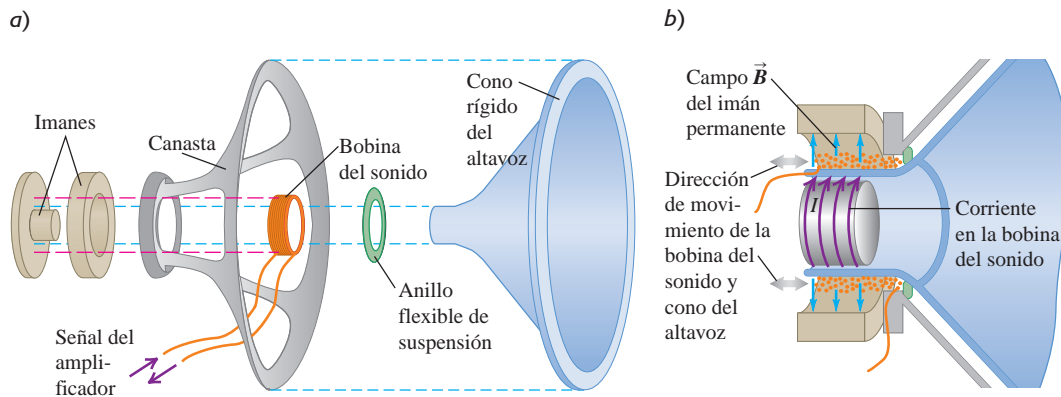 a)
Imanes
Canasta
Bobina
del sonido
Cono
rígido
del
altavoz
Anillo
flexible de
suspensión
Señal del
ampli-
ficador
b)
Campo B
del imán
permanente
Dirección
de movi-
miento de la
bobina del
sonido y
cono del
altavoz
I
Corriente
en la bobina
del sonido